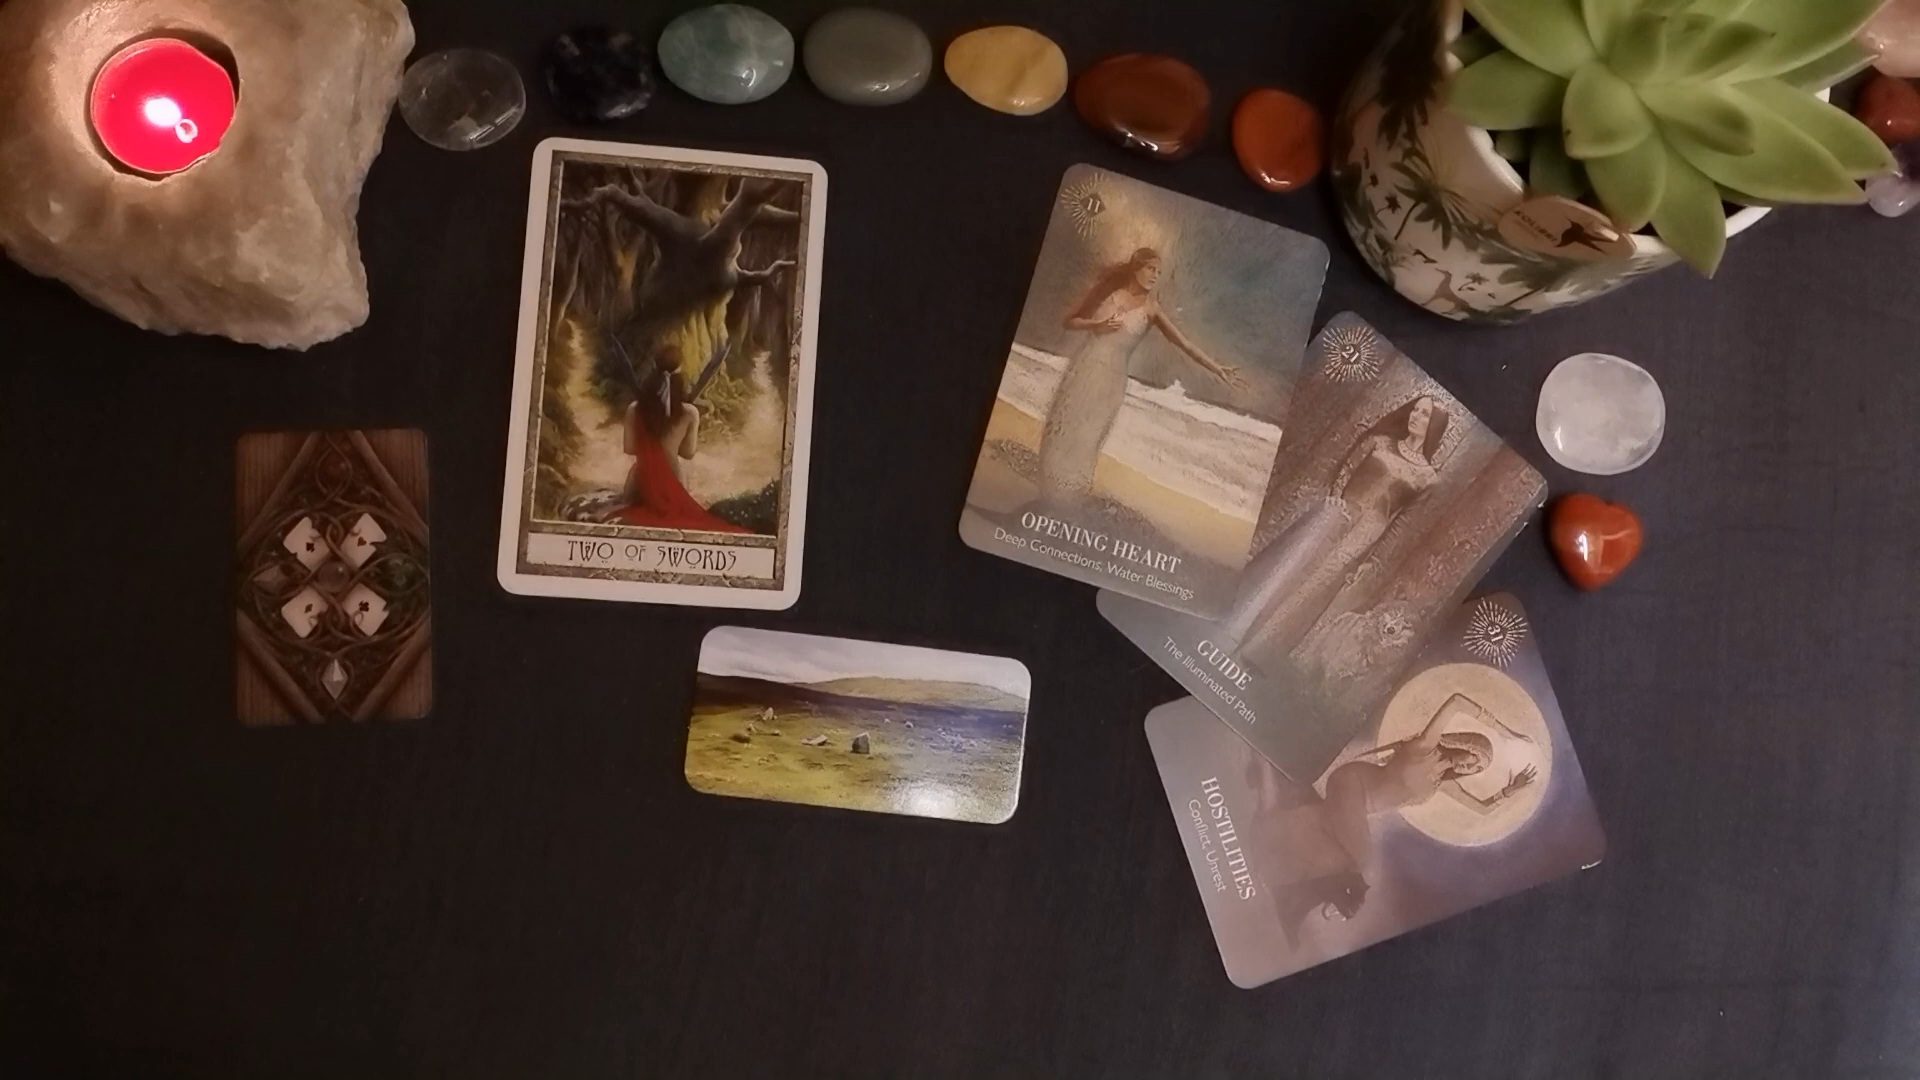 TWO OF SWORDS
11
OPENING HEART
Deep Connections, Water Blessings
21
GUIDE
The Illuminated Path
31
HOSTILITIES
Conflict, Unrest
KOLIBRI